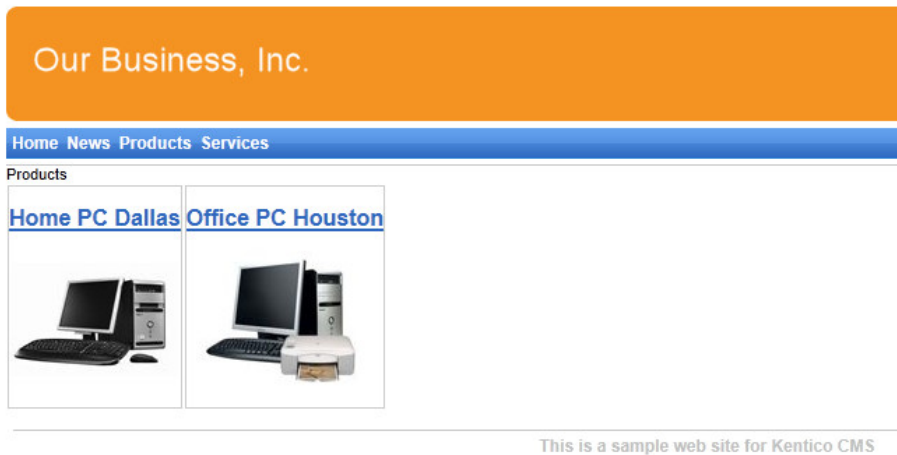 Our Business, Inc.
Home News Products Services
Products
Home PC Dallas Office PC Houston
This is a sample web site for Kentico CMS